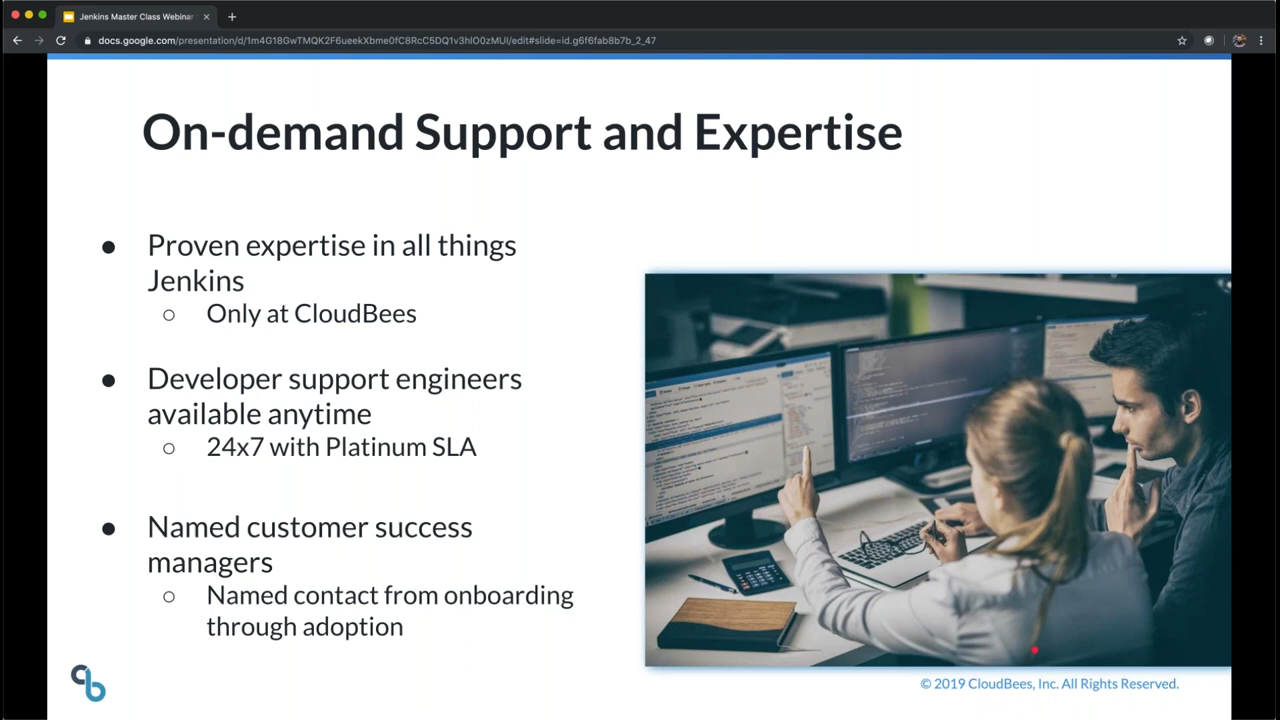 Jenkins Master Class Webinar
docs.google.com/presentation/d/1m4G18GwTMQK2F6ueekXbme0fC8RcC5DQ1v3hlO0zMUI/edit#slide=id.g6f6fab8b7b_2_47
On-demand Support and Expertise
● Proven expertise in all things
Jenkins
○ Only at CloudBees
● Developer support engineers
available anytime
○ 24x7 with Platinum SLA
● Named customer success
managers
○ Named contact from onboarding
through adoption
© 2019 CloudBees, Inc. All Rights Reserved.